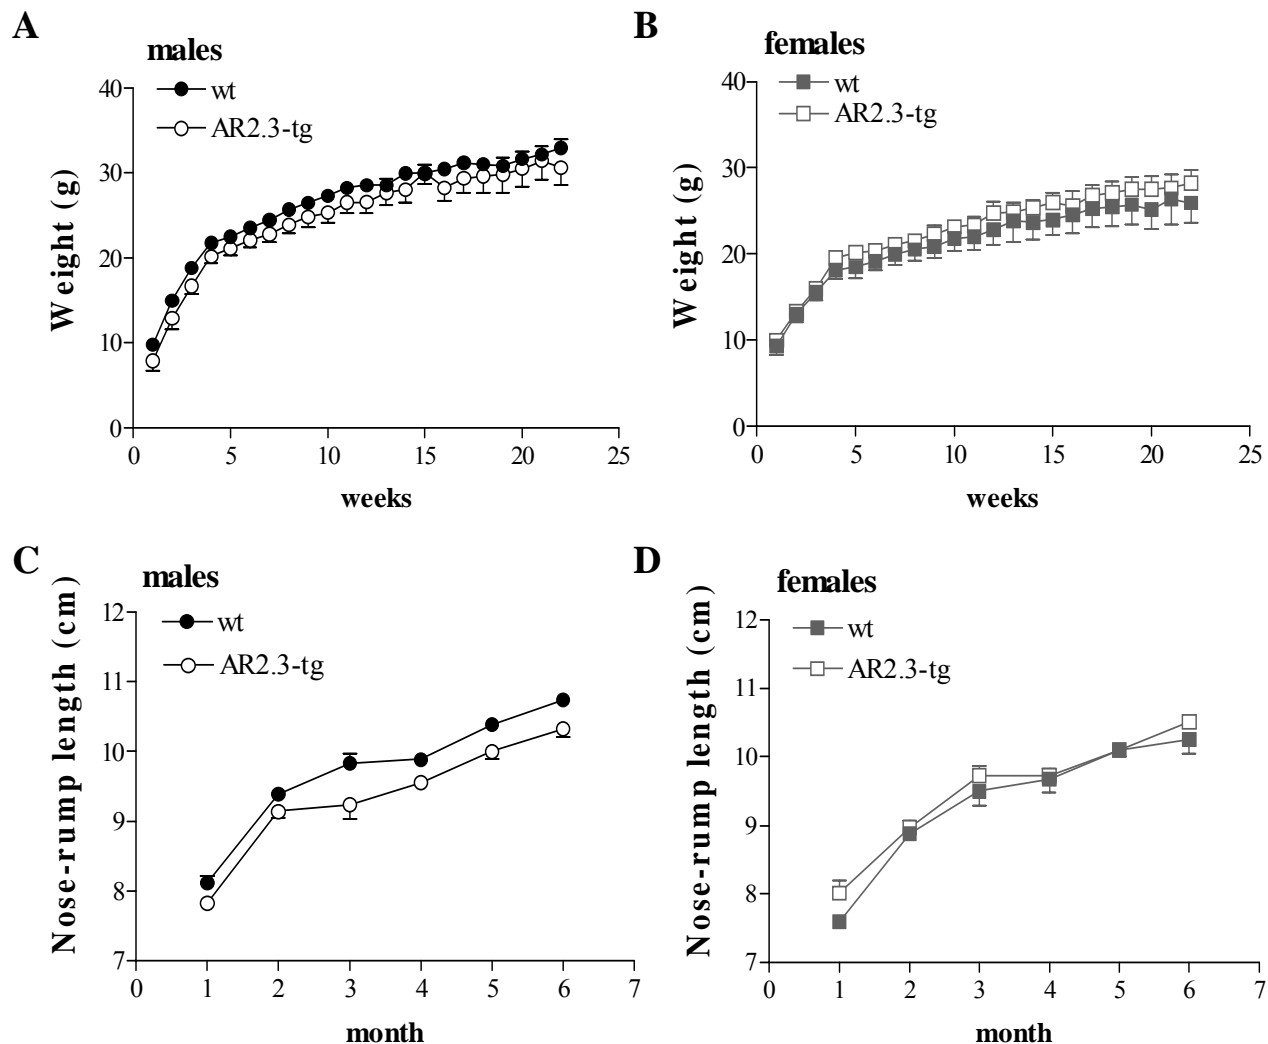 A
males
wt
AR2.3-tg
Weight (g)
40
30
20
10
0
0 5 10 15 20 25
weeks
B
females
wt
AR2.3-tg
Weight (g)
40
30
20
10
0
0 5 10 15 20 25
weeks
C
males
wt
AR2.3-tg
Nose-rump length (cm)
12
11
10
9
8
7
0 1 2 3 4 5 6 7
month
D
females
wt
AR2.3-tg
Nose-rump length (cm)
12
11
10
9
8
7
0 1 2 3 4 5 6 7
month